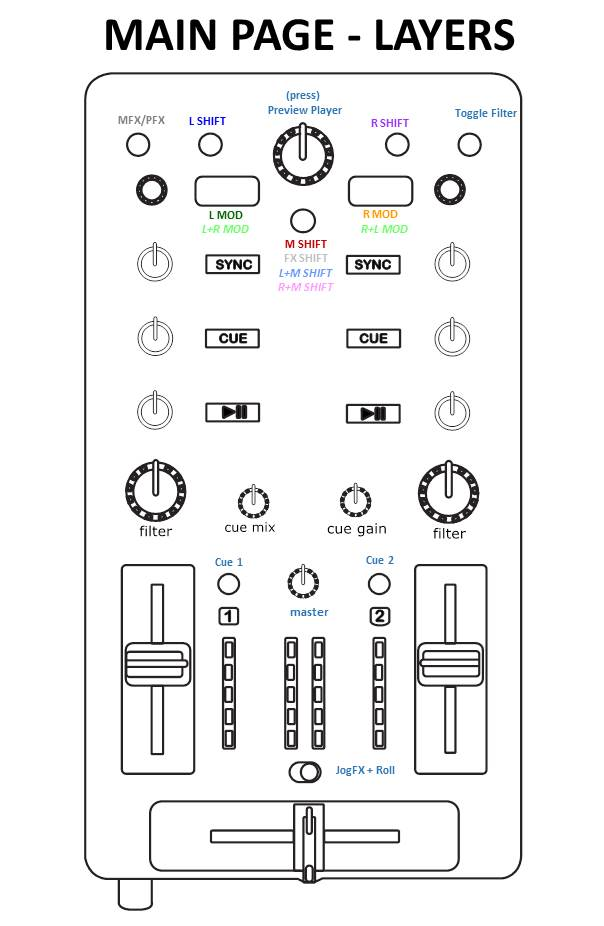 MAIN PAGE - LAYERS
(press)
Preview Player
MFX/PFX
L SHIFT
R SHIFT
Toggle Filter
L MOD
L+R MOD
R MOD
R+L MOD
M SHIFT
FX SHIFT
L+M SHIFT
R+M SHIFT
SYNC
SYNC
CUE
CUE
filter
cue mix
cue gain
filter
Cue 1
Cue 2
master
1
2
JogFX + Roll